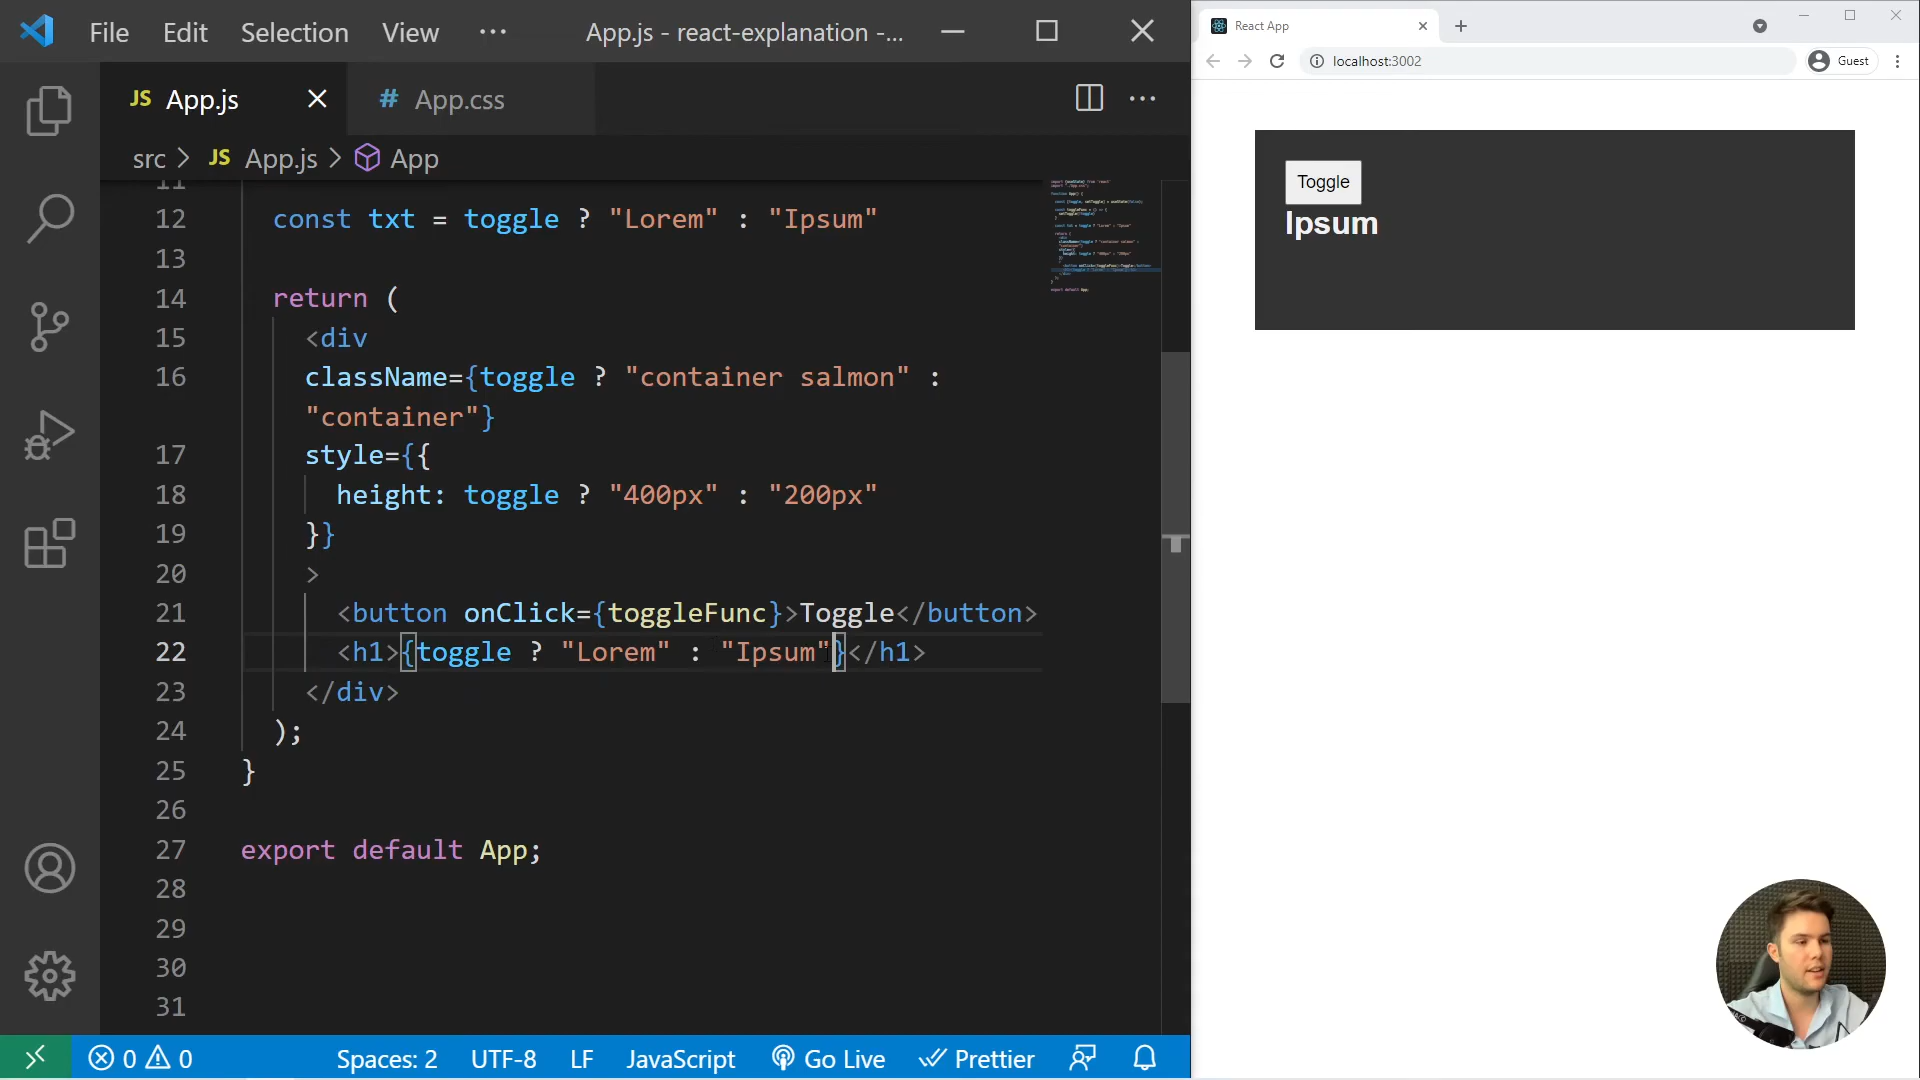 File Edit Selection View ··· App.js - react-explanation -...
JS App.js
# App.css
src > JS App.js > App
11
12 const txt = toggle ? "Lorem" : "Ipsum"
13
14 return (
15 <div
16 className={toggle ? "container salmon" :
"container"}
17 style={{
18 height: toggle ? "400px" : "200px"
19 }}
20 >
21 <button onClick={toggleFunc}>Toggle</button>
22 <h1>{toggle ? "Lorem" : "Ipsum"}</h1>
23 </div>
24 );
25 }
26
27 export default App;
28
29
30
31
0 0 Spaces: 2 UTF-8 LF JavaScript Go Live Prettier
React App
localhost:3002 Guest
Toggle
Ipsum